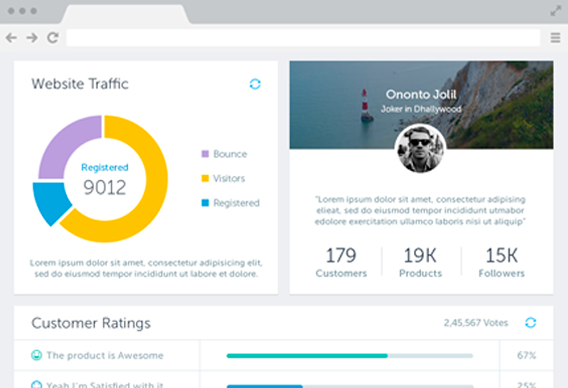 Website Traffic
Registered
9012
Bounce
Visitors
Registered
Lorem ipsum dolor sit amet, consectetur adipisicing elit,
sed do eiusmod tempor incididunt ut labore et dolore.
Ononto Jolil
Joker in Dhallywood
"Lorem ipsum dolor sit amet, consectetur adipising
elieat, sed do eiusmod tempor incididunt utmabor
edolore exercitation ullamco laboris nisi ut aliquip"
179
Customers
19K
Products
15K
Followers
Customer Ratings
2,45,567 Votes
The product is Awesome
67%
Yeah I'm Satisfied with it
25%